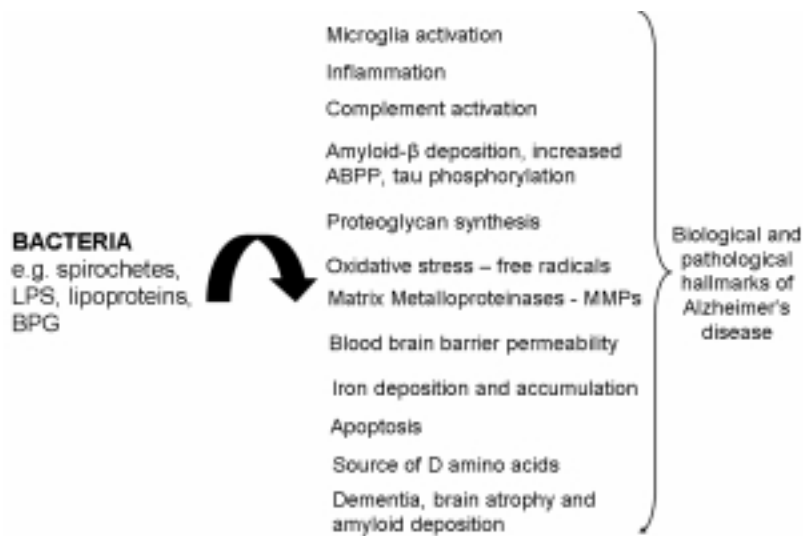 Microglia activation
Inflammation
Complement activation
Amyloid-β deposition, increased
ABPP, tau phosphorylation
Proteoglycan synthesis
BACTERIA
e.g. spirochetes,
LPS, lipoproteins,
BPG
Oxidative stress – free radicals
Matrix Metalloproteinases - MMPs
Blood brain barrier permeability
Iron deposition and accumulation
Apoptosis
Source of D amino acids
Dementia, brain atrophy and
amyloid deposition
Biological and
pathological
hallmarks of
Alzheimer's
disease